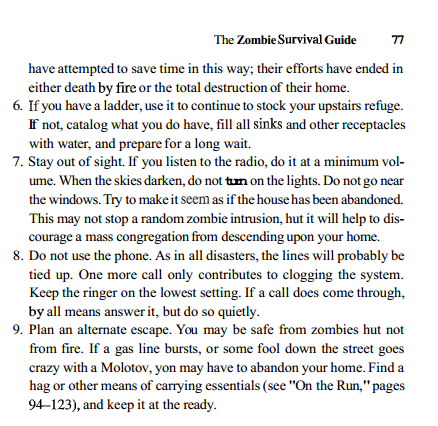 The Zombie Survival Guide 77
have attempted to save time in this way; their efforts have ended in
either death by fire or the total destruction of their home.
6. If you have a ladder, use it to continue to stock your upstairs refuge.
If not, catalog what you do have, fill all sinks and other receptacles
with water, and prepare for a long wait.
7. Stay out of sight. If you listen to the radio, do it at a minimum vol-
ume. When the skies darken, do not turn on the lights. Do not go near
the windows. Try to make it seem as if the house has been abandoned.
This may not stop a random zombie intrusion, hut it will help to dis-
courage a mass congregation from descending upon your home.
8. Do not use the phone. As in all disasters, the lines will probably be
tied up. One more call only contributes to clogging the system.
Keep the ringer on the lowest setting. If a call does come through,
by all means answer it, but do so quietly.
9. Plan an alternate escape. You may be safe from zombies hut not
from fire. If a gas line bursts, or some fool down the street goes
crazy with a Molotov, yon may have to abandon your home. Find a
hag or other means of carrying essentials (see "On the Run," pages
94–123), and keep it at the ready.